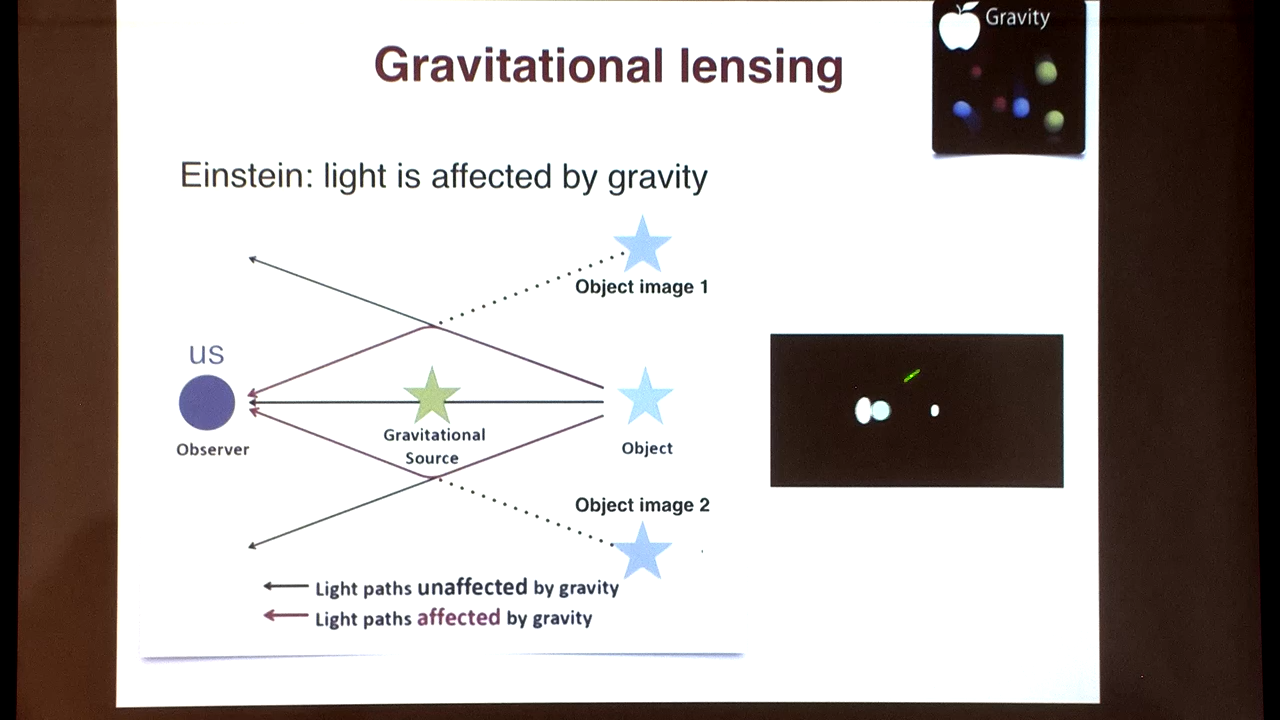 Gravity
Gravitational lensing
Einstein: light is affected by gravity
Object image 1
us
Gravitational
Source
Observer
Object
Object image 2
Light paths unaffected by gravity
Light paths affected by gravity